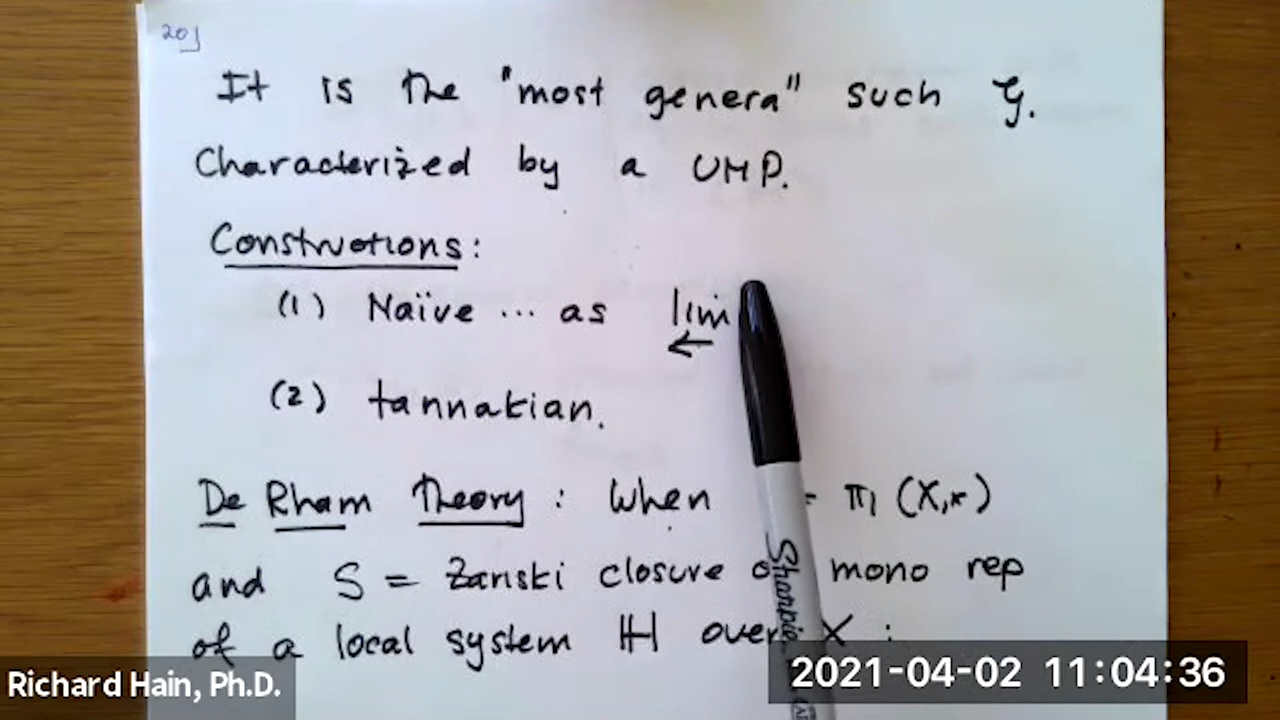 20j
It is the "most genera" such G.
Characterized by a UMP.
Constructions:
(1) Naïve ... as lim
←
(2) tannakian.
De Rham Theory: When = π₁ (X,*)
and S = Zariski closure of mono rep
of a local system ℍ over X :
Sharpie
Richard Hain, Ph.D.
2021-04-02 11:04:36